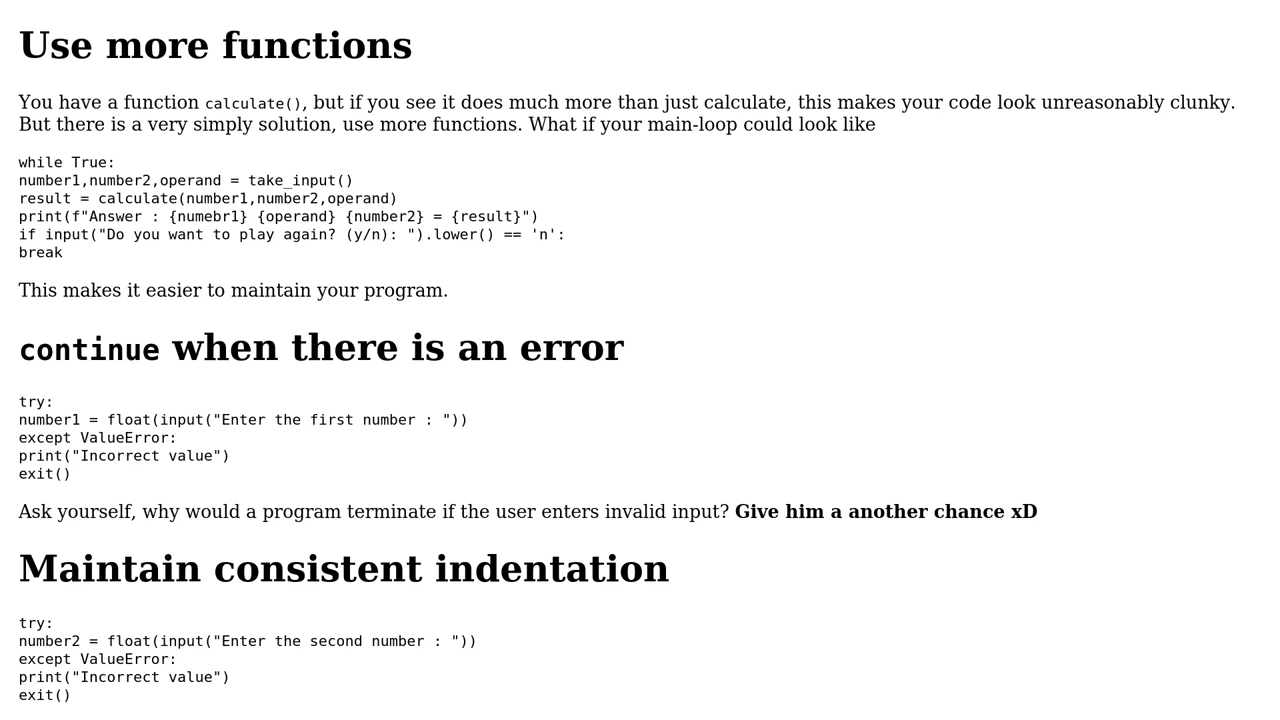 Use more functions
You have a function calculate(), but if you see it does much more than just calculate, this makes your code look unreasonably clunky.
But there is a very simply solution, use more functions. What if your main-loop could look like
while True:
number1,number2,operand = take_input()
result = calculate(number1,number2,operand)
print(f"Answer : {numebr1} {operand} {number2} = {result}")
if input("Do you want to play again? (y/n): ").lower() == 'n':
break
This makes it easier to maintain your program.
continue when there is an error
try:
number1 = float(input("Enter the first number : "))
except ValueError:
print("Incorrect value")
exit()
Ask yourself, why would a program terminate if the user enters invalid input? Give him a another chance xD
Maintain consistent indentation
try:
number2 = float(input("Enter the second number : "))
except ValueError:
print("Incorrect value")
exit()